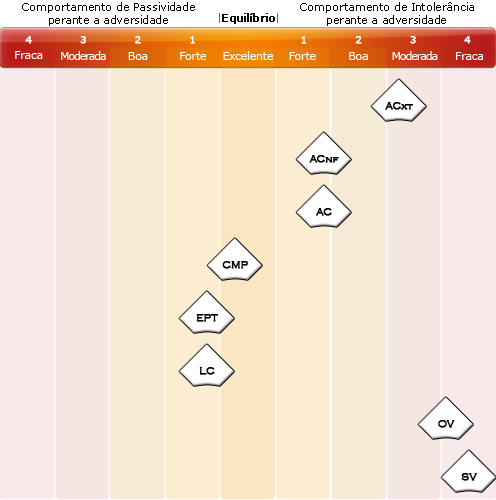 Comportamento de Passividade
perante a adversidade
|Equilíbrio|
Comportamento de Intolerância
perante a adversidade
4 3 2 1 1 2 3 4
Fraca Moderada Boa Forte Excelente Forte Boa Moderada Fraca
ACXT
ACNF
AC
CMP
EPT
LC
OV
SV